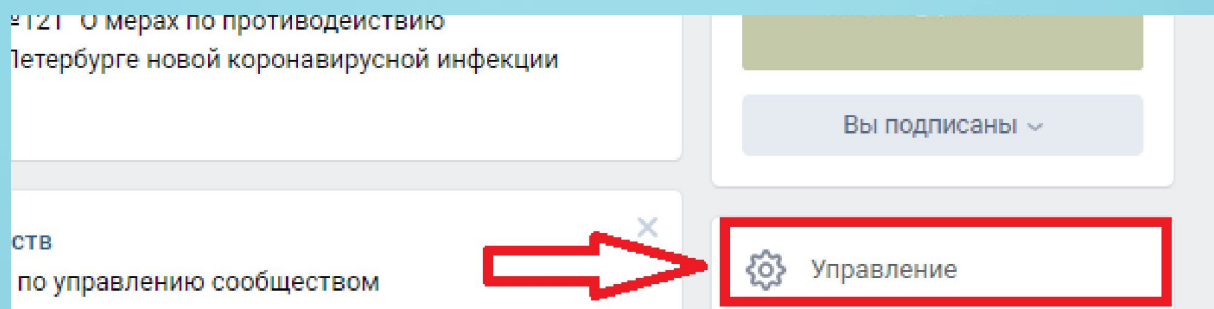 №121 "О мерах по противодействию
Петербурге новой коронавирусной инфекции
Вы подписаны
ств
по управлению сообществом
Управление